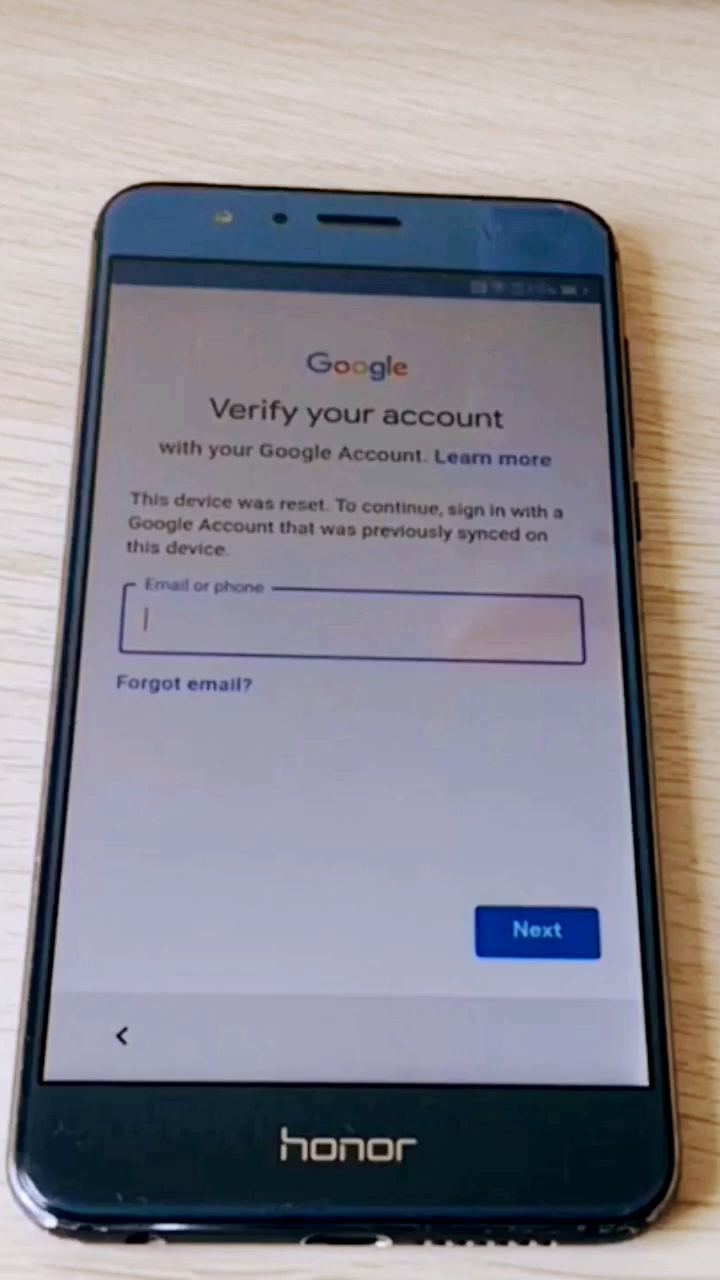 Google
Verify your account
with your Google Account. Learn more
This device was reset. To continue, sign in with a
Google Account that was previously synced on
this device.
Email or phone
Forgot email?
Next
honor